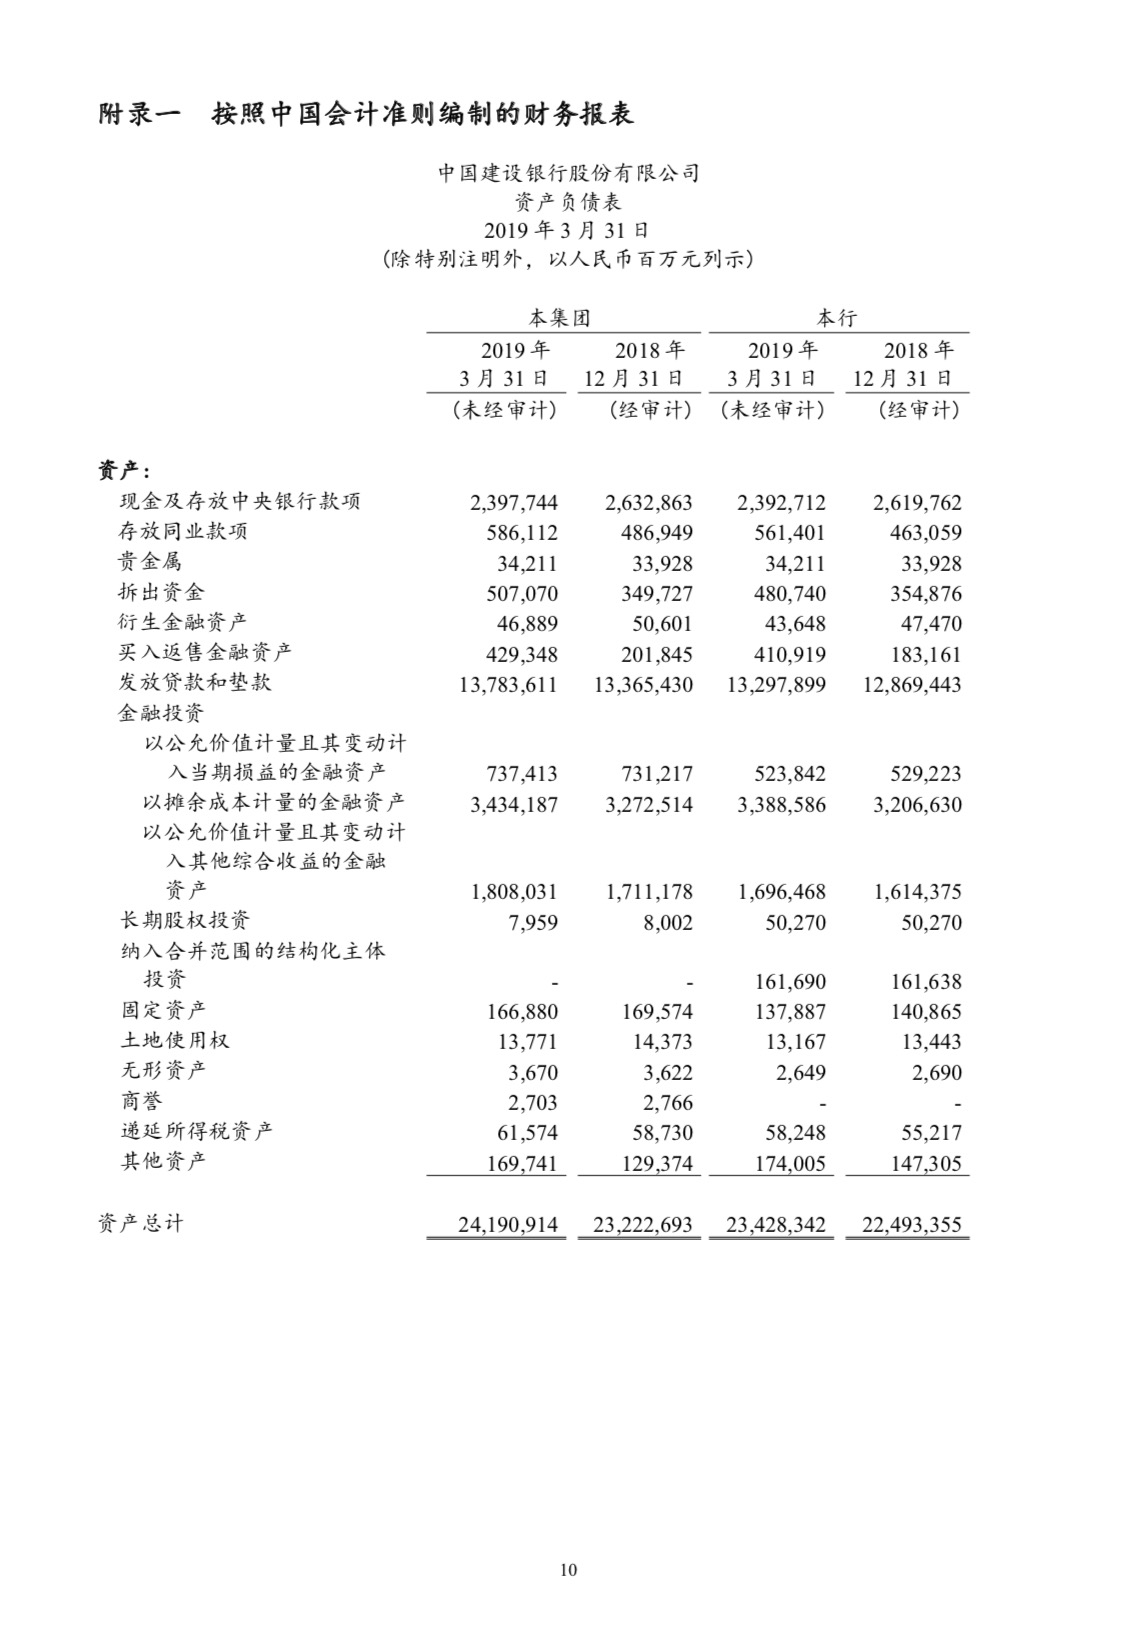 附录一 按照中国会计准则编制的财务报表
中国建设银行股份有限公司
资产负债表
2019 年 3 月 31 日
(除特别注明外，以人民币百万元列示)
本集团 本行
2019 年 2018 年 2019 年 2018 年
3 月 31 日 12 月 31 日 3 月 31 日 12 月 31 日
(未经审计) (经审计) (未经审计) (经审计)
资产：
现金及存放中央银行款项 2,397,744 2,632,863 2,392,712 2,619,762
存放同业款项 586,112 486,949 561,401 463,059
贵金属 34,211 33,928 34,211 33,928
拆出资金 507,070 349,727 480,740 354,876
衍生金融资产 46,889 50,601 43,648 47,470
买入返售金融资产 429,348 201,845 410,919 183,161
发放贷款和垫款 13,783,611 13,365,430 13,297,899 12,869,443
金融投资
以公允价值计量且其变动计
入当期损益的金融资产 737,413 731,217 523,842 529,223
以摊余成本计量的金融资产 3,434,187 3,272,514 3,388,586 3,206,630
以公允价值计量且其变动计
入其他综合收益的金融
资产 1,808,031 1,711,178 1,696,468 1,614,375
长期股权投资 7,959 8,002 50,270 50,270
纳入合并范围的结构化主体
投资 - - 161,690 161,638
固定资产 166,880 169,574 137,887 140,865
土地使用权 13,771 14,373 13,167 13,443
无形资产 3,670 3,622 2,649 2,690
商誉 2,703 2,766 - -
递延所得税资产 61,574 58,730 58,248 55,217
其他资产 169,741 129,374 174,005 147,305
资产总计 24,190,914 23,222,693 23,428,342 22,493,355
10